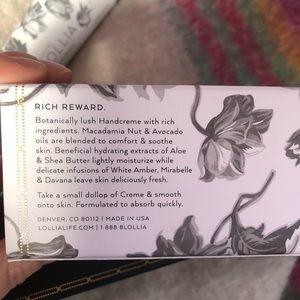 LOLLIA
RICH REWARD.
Botanically lush Handcreme with rich
ingredients. Macadamia Nut & Avocado
oils are blended to comfort & soothe
skin. Beneficial hydrating extracts of Aloe
& Shea Butter lightly moisturize while
delicate infusions of White Amber, Mirabelle
& Davana leave skin deliciously fresh.
Take a small dollop of Creme & smooth
onto skin. Formulated to absorb quickly.
DENVER, CO 80112 | MADE IN USA
LOLLIALIFE.COM | 1 888 8LOLLIA